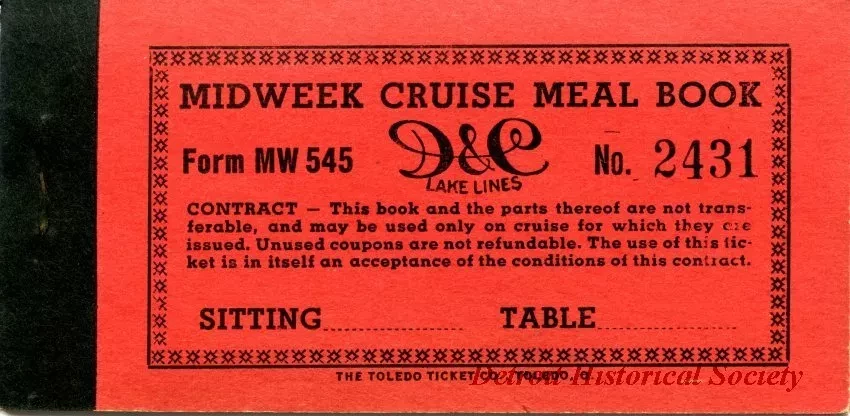 MIDWEEK CRUISE MEAL BOOK
Form MW 545 D&C No. 2431
LAKE LINES
CONTRACT — This book and the parts thereof are not trans-
ferable, and may be used only on cruise for which they are
issued. Unused coupons are not refundable. The use of this tic-
ket is in itself an acceptance of the conditions of this contract.
SITTING TABLE
THE TOLEDO TICKET CO., TOLEDO, O.
Detroit Historical Society